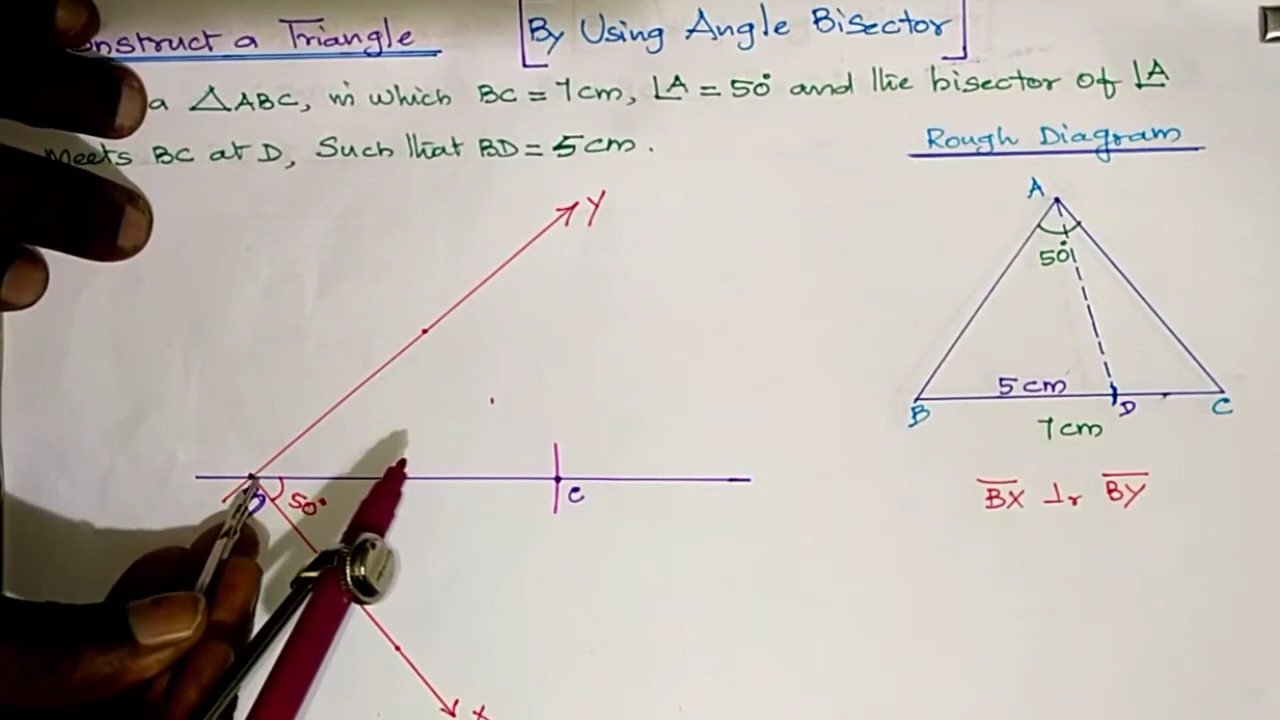 onstruct a Triangle [By Using Angle Bisector]
a △ABC, in which BC = 7cm, ∠A = 50° and the bisector of ∠A
meets BC at D, Such that BD = 5cm.
Rough Diagram
Y
A
50°
5cm
B
D
C
7cm
50°
C
BX ⊥r BY
X